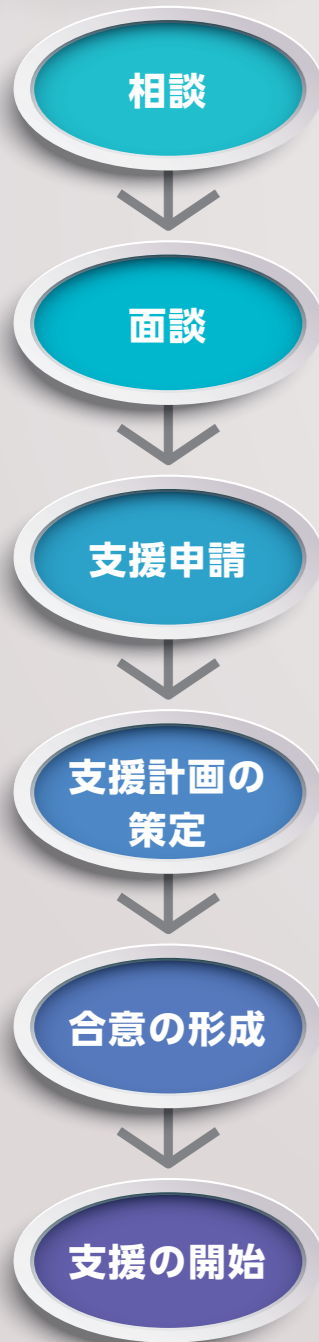 相談
面談
支援申請
支援計画の
策定
合意の形成
支援の開始